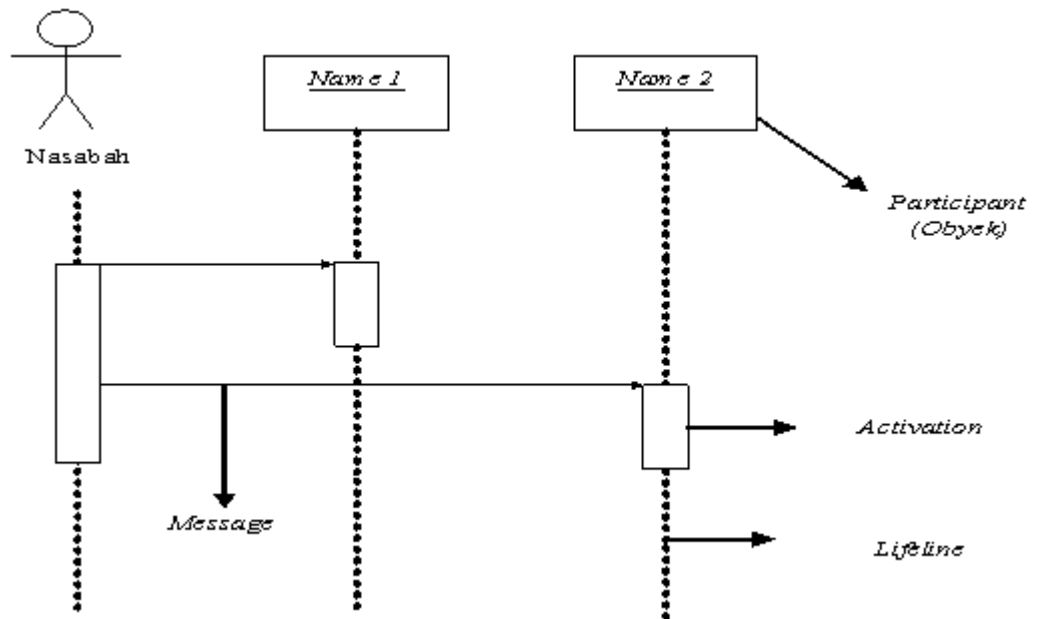 Name 1
Name 2
Nasabah
Participant
(Obyek)
Activation
Message
Lifeline